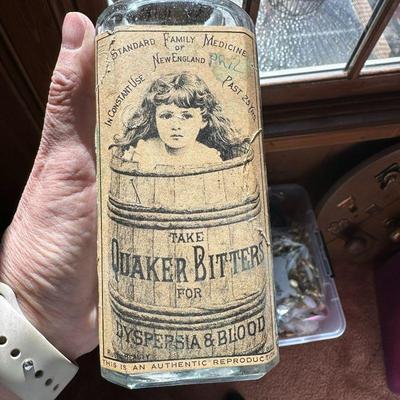 STANDARD FAMILY MEDICINE
OF
NEW ENGLAND
IN CONSTANT USE
PAST 25 YRS.
TAKE
QUAKER BITTERS
FOR
DYSPERSIA & BLOOD
THIS IS AN AUTHENTIC REPRODUCTION